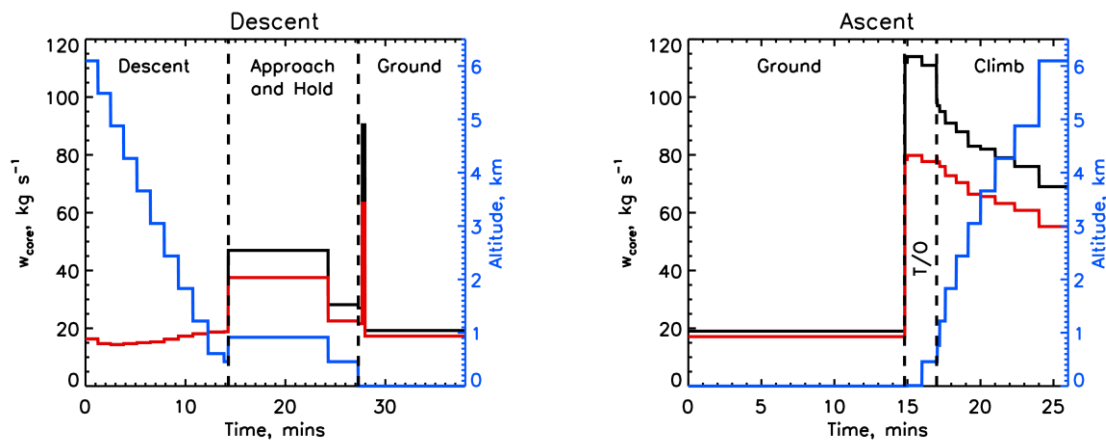 Descent
120
100
80
60
40
20
0
w_core, kg s⁻¹
Descent
Approach
and Hold
Ground
6
5
4
3
2
1
0
Altitude, km
0
10
20
30
Time, mins
Ascent
120
100
80
60
40
20
0
w_core, kg s⁻¹
Ground
T/O
Climb
6
5
4
3
2
1
0
Altitude, km
0
5
10
15
20
25
Time, mins